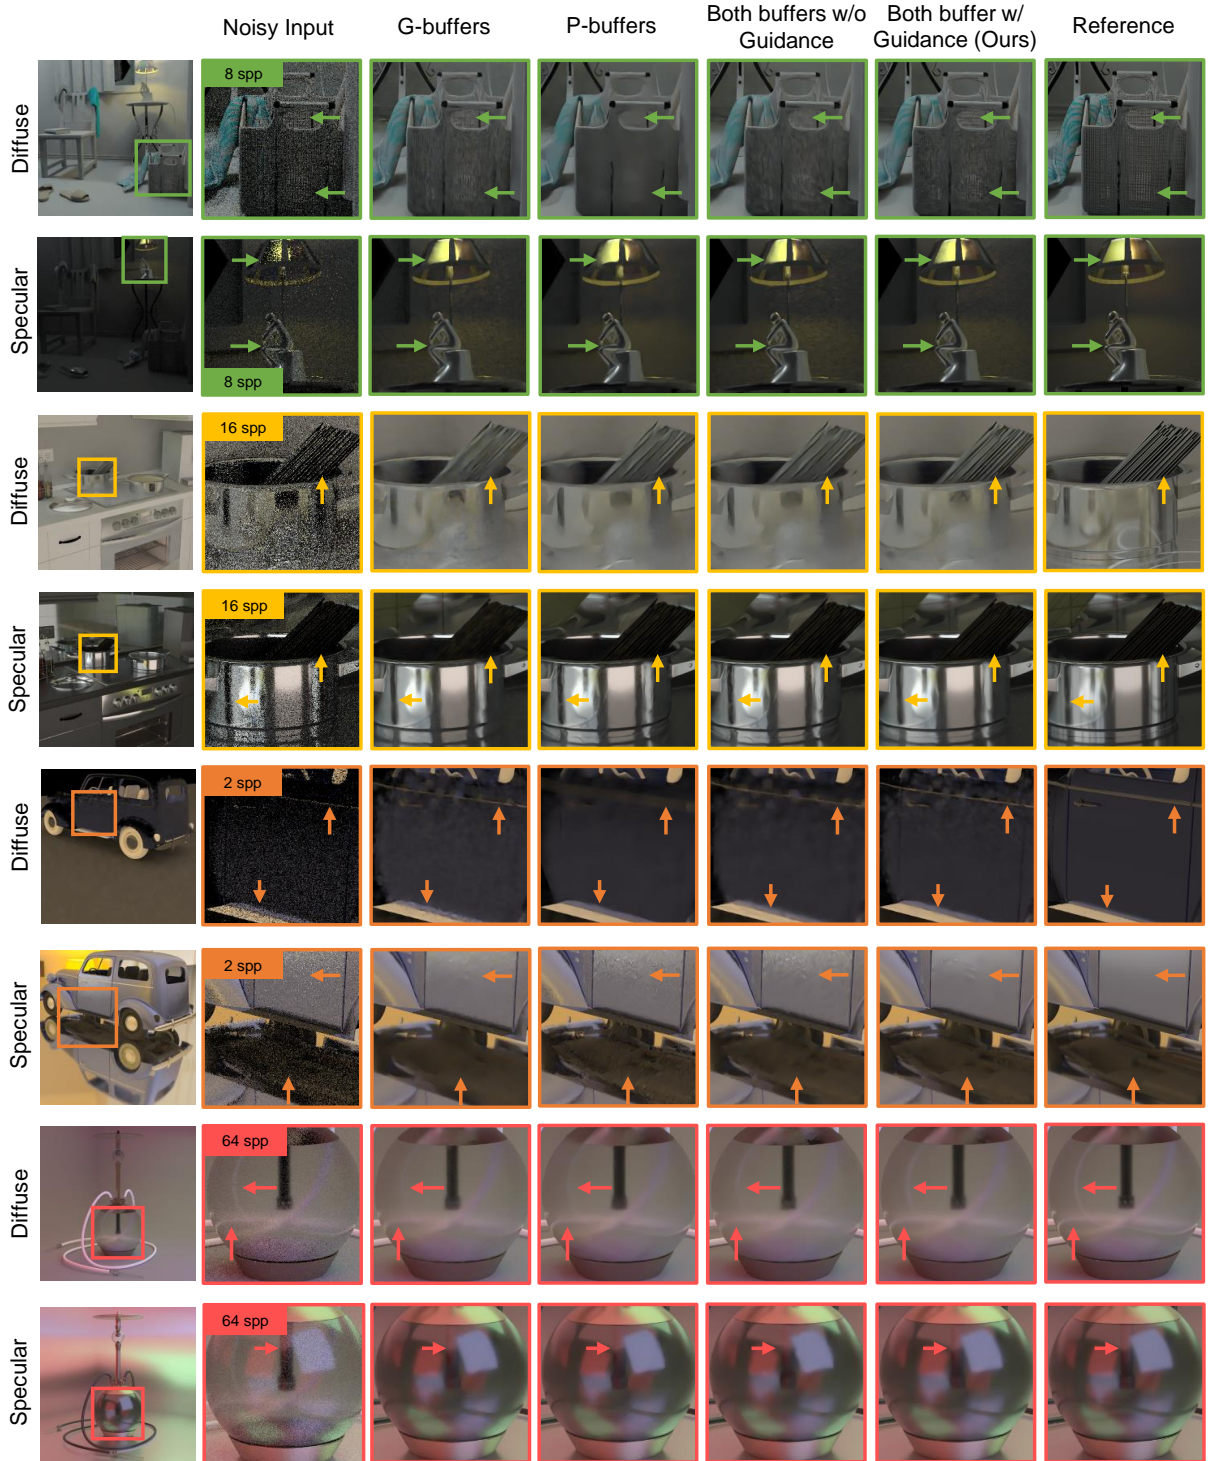 Noisy Input
G-buffers
P-buffers
Both buffers w/o
Guidance
Both buffer w/
Guidance (Ours)
Reference
Diffuse
8 spp
Specular
8 spp
Diffuse
16 spp
Specular
16 spp
Diffuse
2 spp
Specular
2 spp
Diffuse
64 spp
Specular
64 spp